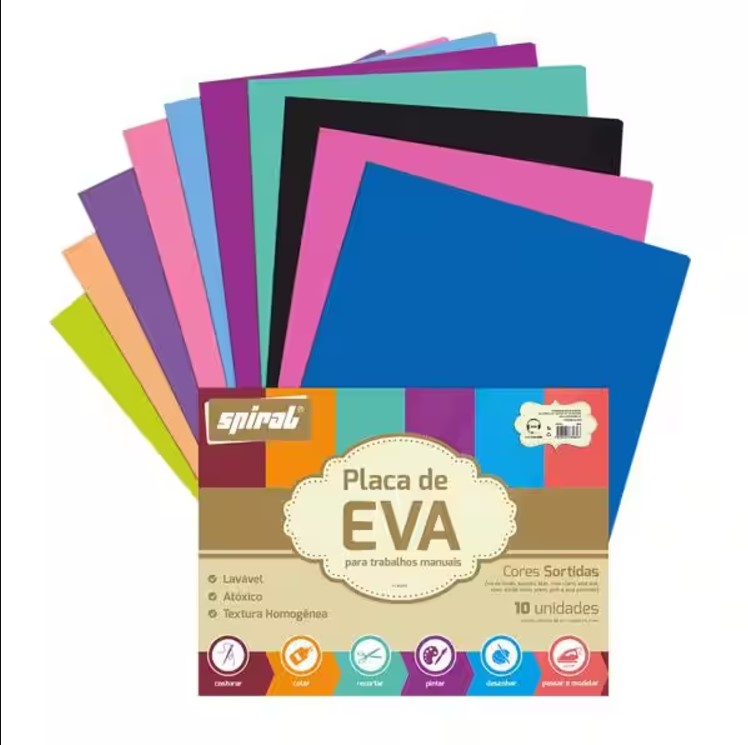 spiral®
Placa de
EVA
para trabalhos manuais
Lavável
Atóxico
Textura Homogênea
Cores Sortidas
10 unidades
costurar
colar
recortar
pintar
desenhar
passar e modelar